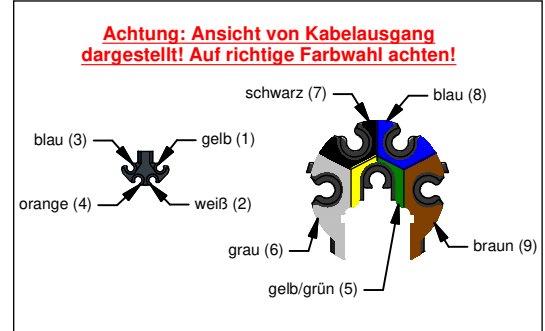 Achtung: Ansicht von Kabelausgang
dargestellt! Auf richtige Farbwahl achten!
schwarz (7)
blau (8)
blau (3)
gelb (1)
orange (4)
weiß (2)
grau (6)
braun (9)
gelb/grün (5)